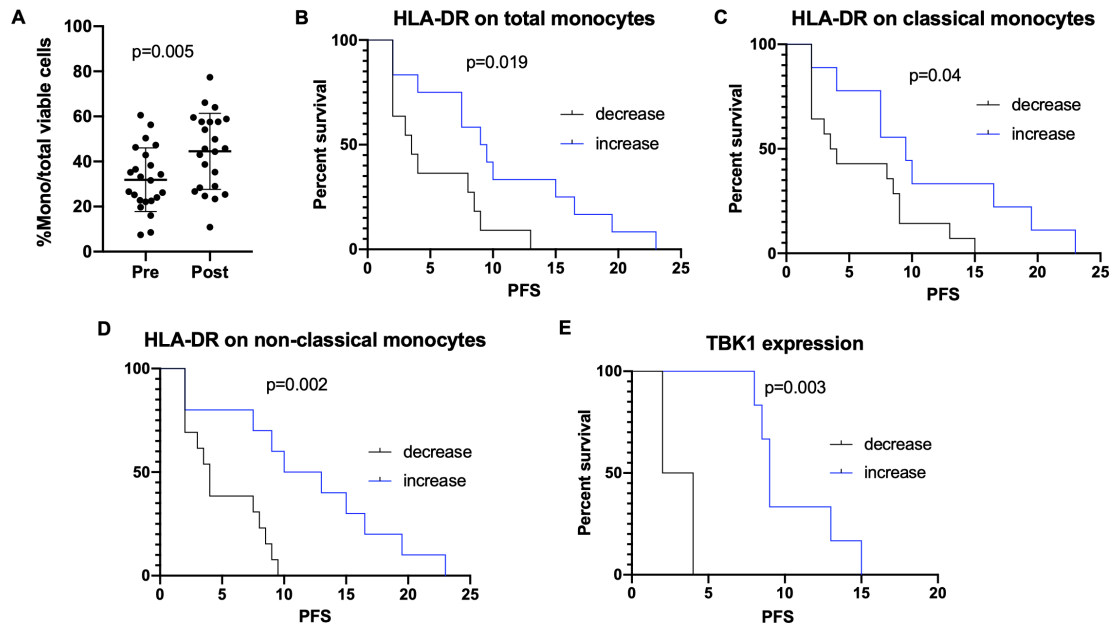 A
100
80
60
40
20
0
%Mono/total viable cells
p=0.005
Pre
Post
B
HLA-DR on total monocytes
100
50
0
Percent survival
p=0.019
decrease
increase
0 5 10 15 20 25
PFS
C
HLA-DR on classical monocytes
100
50
0
Percent survival
p=0.04
decrease
increase
0 5 10 15 20 25
PFS
D
HLA-DR on non-classical monocytes
100
50
0
Percent survival
p=0.002
decrease
increase
0 5 10 15 20 25
PFS
E
TBK1 expression
100
50
0
Percent survival
p=0.003
decrease
increase
0 5 10 15 20
PFS